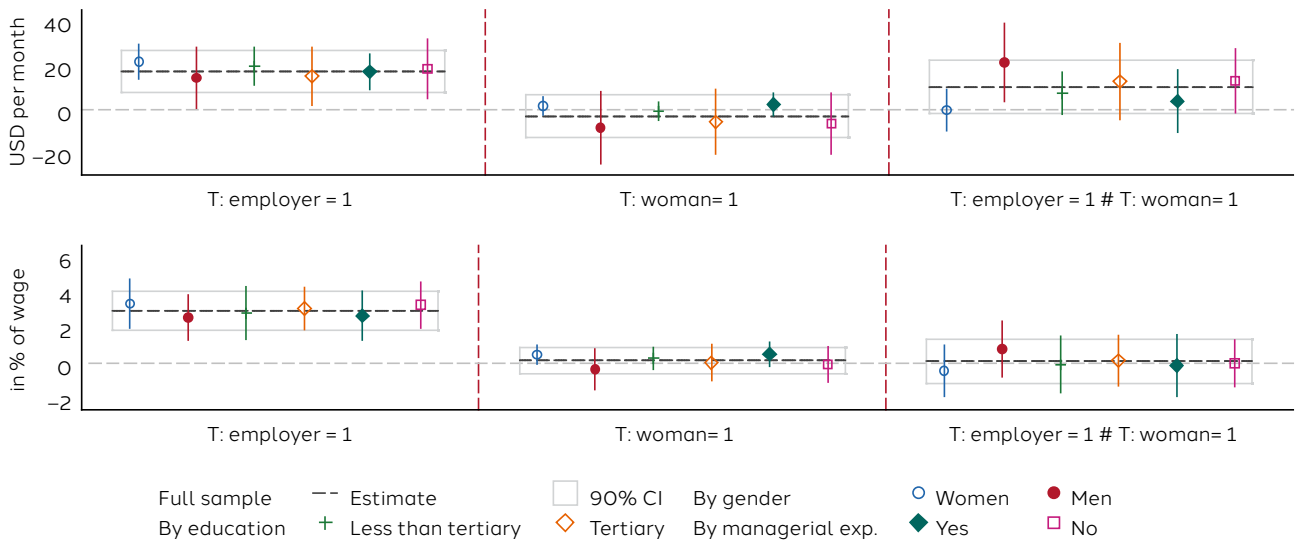 USD per month
40
20
0
−20
T: employer = 1
T: woman= 1
T: employer = 1 # T: woman= 1
in % of wage
6
4
2
0
−2
T: employer = 1
T: woman= 1
T: employer = 1 # T: woman= 1
Full sample Estimate 90% CI By gender Women Men
By education Less than tertiary Tertiary By managerial exp. Yes No